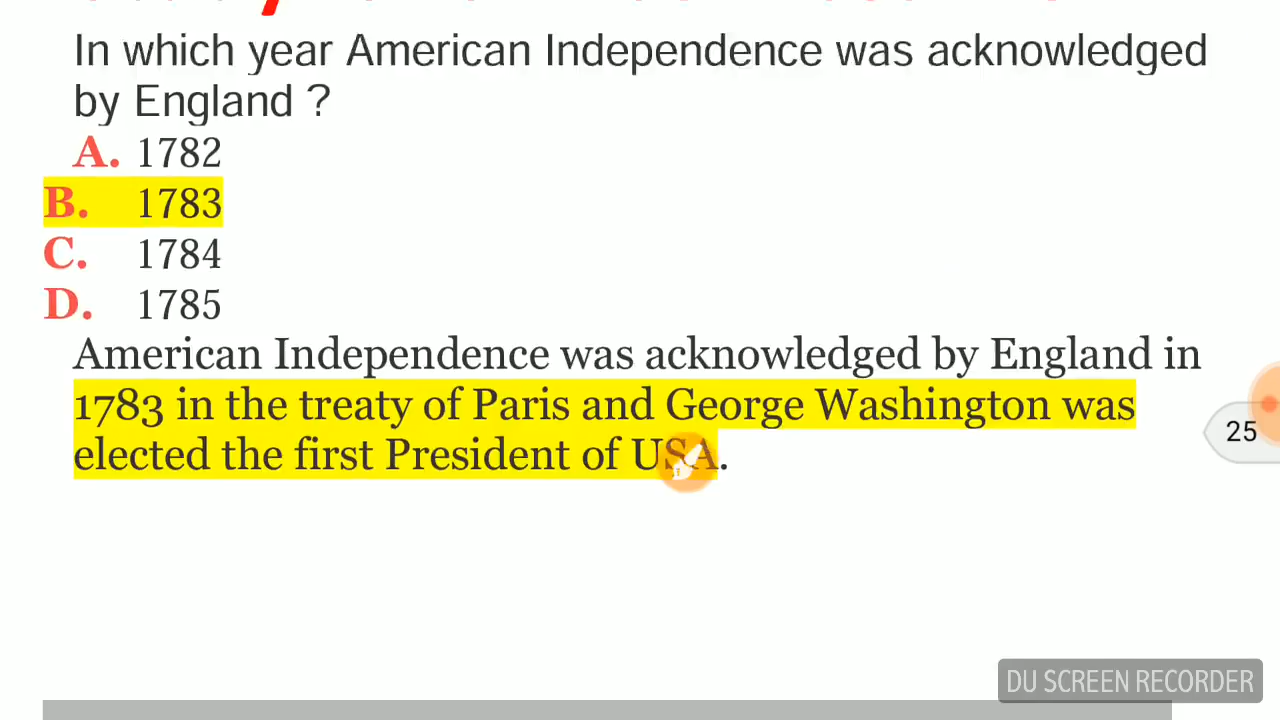 In which year American Independence was acknowledged
by England ?
A. 1782
B. 1783
C. 1784
D. 1785
American Independence was acknowledged by England in
1783 in the treaty of Paris and George Washington was
elected the first President of USA.
25
DU SCREEN RECORDER